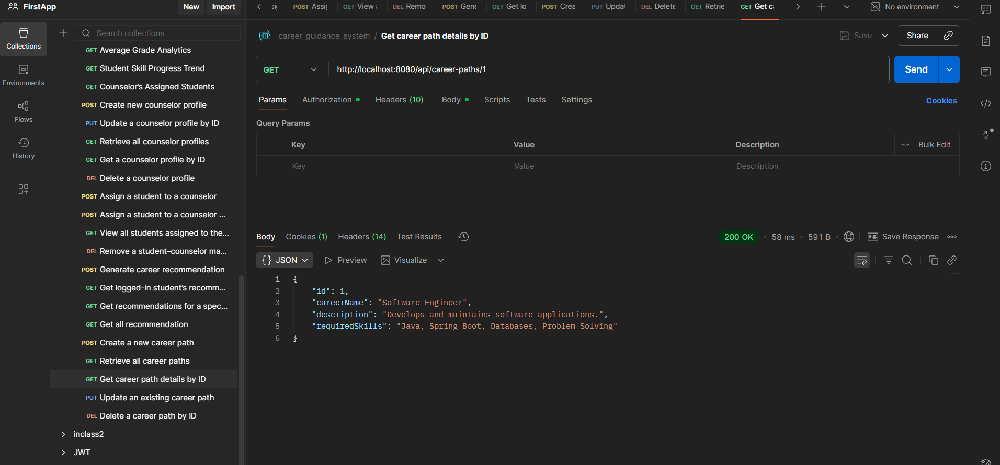 FirstApp
New
Import
POST Assi
GET View
DEL Remo
POST Gene
GET Get lo
POST Crea
PUT Upda
DEL Delete
GET Retrie
GET Get ca
No environment
Collections
Environments
Flows
History
Search collections
GET Average Grade Analytics
GET Student Skill Progress Trend
GET Counselor’s Assigned Students
POST Create new counselor profile
PUT Update a counselor profile by ID
GET Retrieve all counselor profiles
GET Get a counselor profile by ID
DEL Delete a counselor profile
POST Assign a student to a counselor
POST Assign a student to a counselor ...
GET View all students assigned to the...
DEL Remove a student–counselor ma...
POST Generate career recommendation
GET Get logged-in student’s recomm...
GET Get recommendations for a spec...
GET Get all recommendation
POST Create a new career path
GET Retrieve all career paths
GET Get career path details by ID
PUT Update an existing career path
DEL Delete a career path by ID
inclass2
JWT
HTTP career_guidance_system / Get career path details by ID
Save
Share
GET http://localhost:8080/api/career-paths/1
Send
Params Authorization Headers (10) Body Scripts Tests Settings
Cookies
Query Params
Key Value Description Bulk Edit
Key Value Description
Body Cookies (1) Headers (14) Test Results
200 OK • 58 ms • 591 B • e.g. Save Response
{} JSON Preview Visualize
1 {
2 "id": 1,
3 "careerName": "Software Engineer",
4 "description": "Develops and maintains software applications.",
5 "requiredSkills": "Java, Spring Boot, Databases, Problem Solving"
6 }